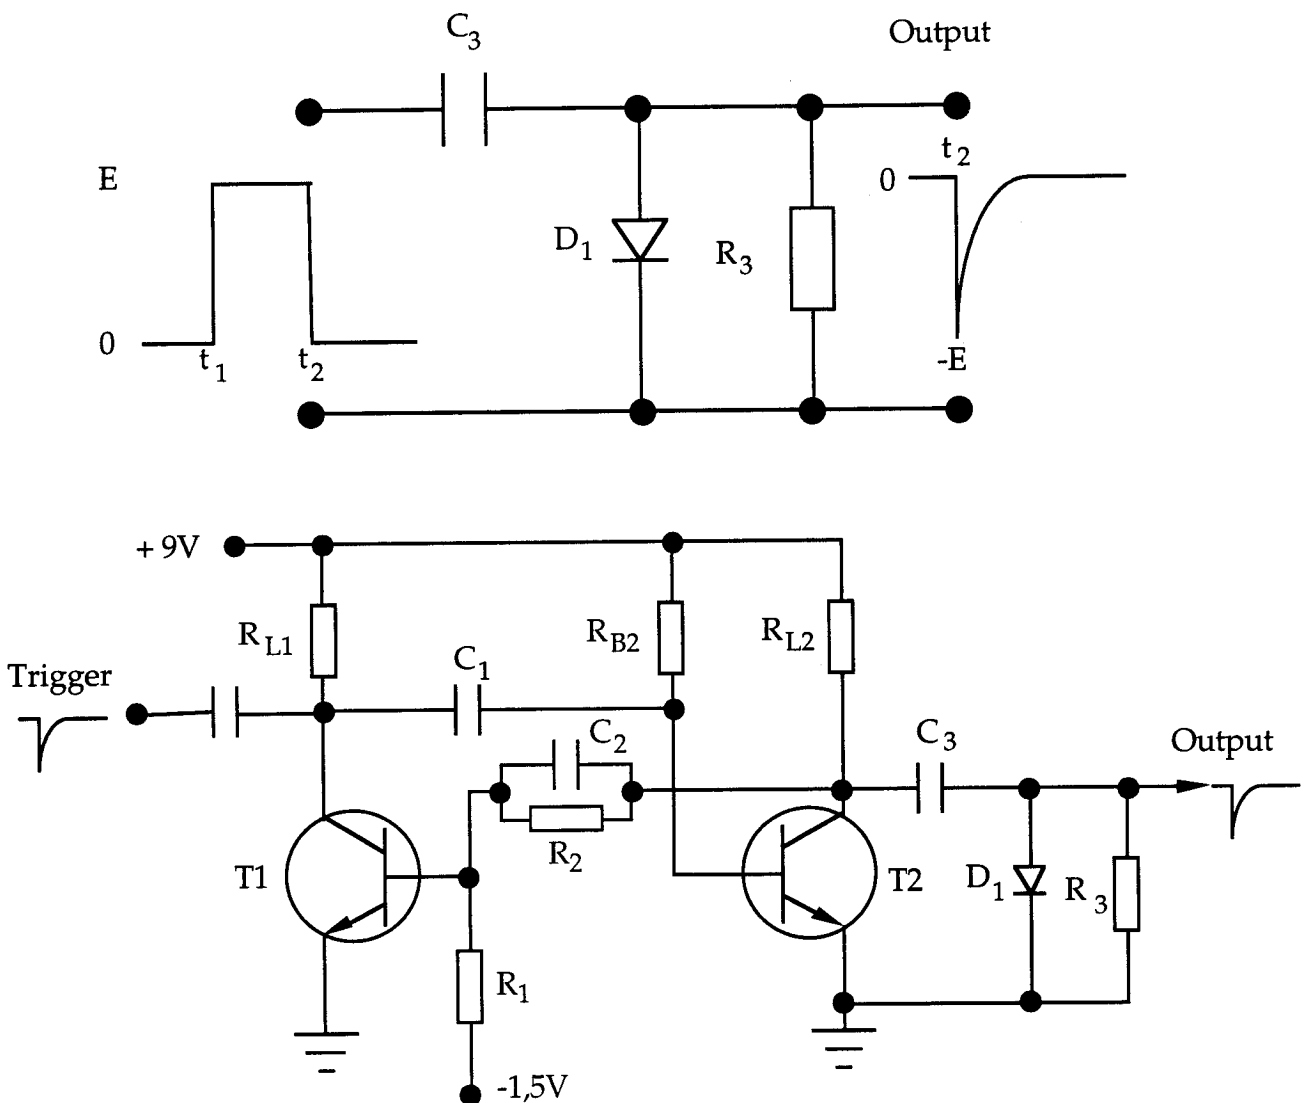 C3
Output
E
0
t1
t2
D1
R3
0
t2
-E
+ 9V
RL1
RB2
RL2
Trigger
C1
C2
C3
Output
R2
T1
T2
D1
R3
R1
-1,5V